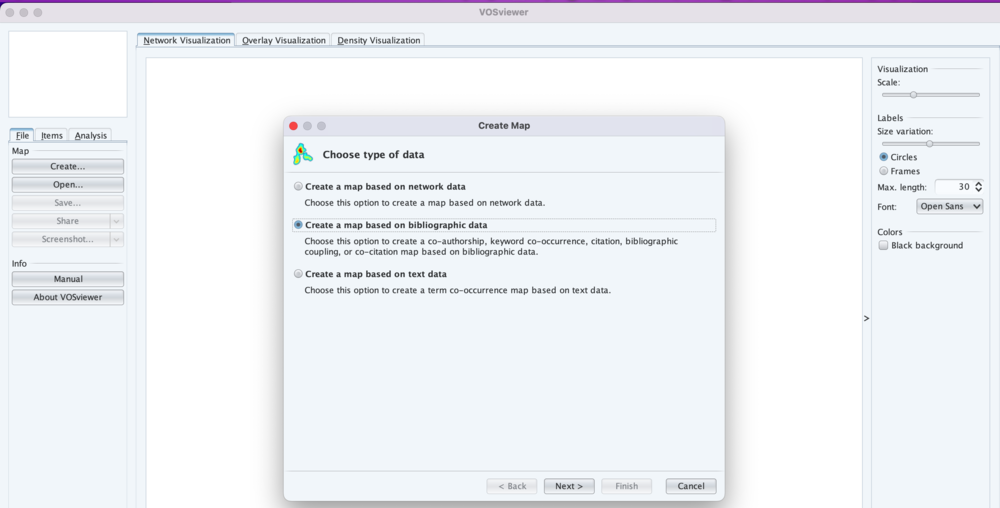 VOSviewer
Network Visualization
Overlay Visualization
Density Visualization
File
Items
Analysis
Map
Create...
Open...
Save...
Share
Screenshot...
Info
Manual
About VOSviewer
Create Map
Choose type of data
Create a map based on network data
Choose this option to create a map based on network data.
Create a map based on bibliographic data
Choose this option to create a co-authorship, keyword co-occurrence, citation, bibliographic
coupling, or co-citation map based on bibliographic data.
Create a map based on text data
Choose this option to create a term co-occurrence map based on text data.
< Back
Next >
Finish
Cancel
>
Visualization
Scale:
Labels
Size variation:
Circles
Frames
Max. length: 30
Font: Open Sans
Colors
Black background